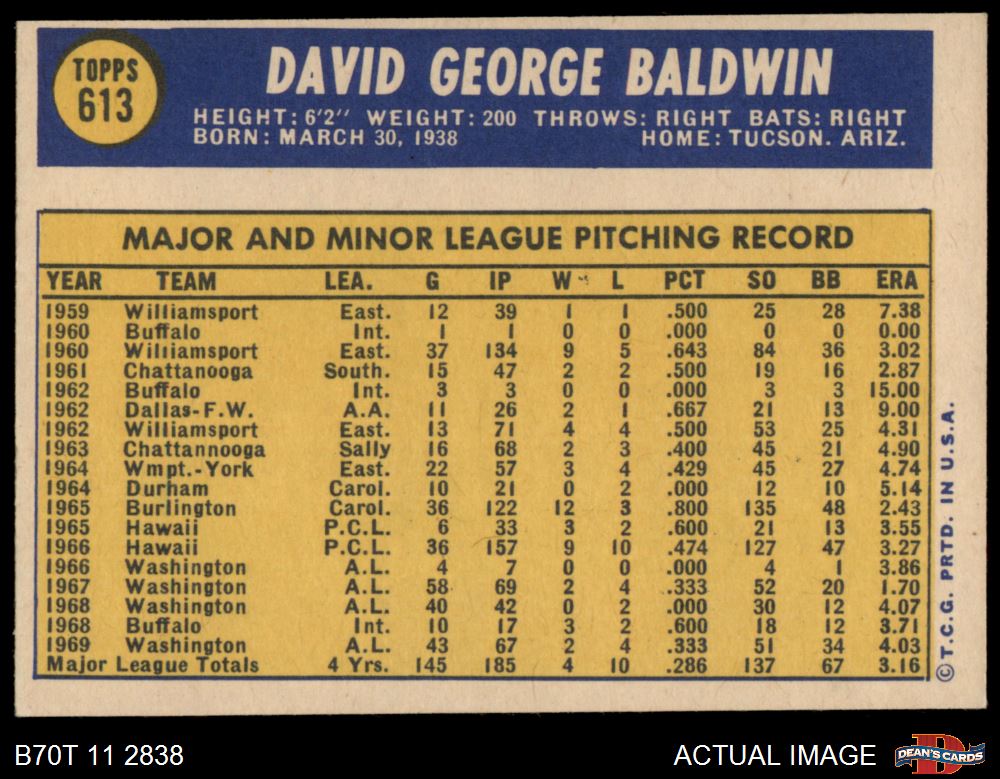 TOPPS
613
DAVID GEORGE BALDWIN
HEIGHT: 6'2" WEIGHT: 200 THROWS: RIGHT BATS: RIGHT
BORN: MARCH 30, 1938 HOME: TUCSON. ARIZ.
MAJOR AND MINOR LEAGUE PITCHING RECORD
YEAR TEAM LEA. G IP W L PCT SO BB ERA
1959 Williamsport East. 12 39 1 1 .500 25 28 7.38
1960 Buffalo Int. 1 1 0 0 .000 0 0 0.00
1960 Williamsport East. 37 134 9 5 .643 84 36 3.02
1961 Chattanooga South. 15 47 2 2 .500 19 16 2.87
1962 Buffalo Int. 3 3 0 0 .000 3 3 15.00
1962 Dallas-F.W. A.A. 11 26 2 1 .667 21 13 9.00
1962 Williamsport East. 13 71 4 4 .500 53 25 4.31
1963 Chattannooga Sally 16 68 2 3 .400 45 21 4.90
1964 Wmpt.-York East. 22 57 3 4 .429 45 27 4.74
1964 Durham Carol. 10 21 0 2 .000 12 10 5.14
1965 Burlington Carol. 36 122 12 3 .800 135 48 2.43
1965 Hawaii P.C.L. 6 33 3 2 .600 21 13 3.55
1966 Hawaii P.C.L. 36 157 9 10 .474 127 47 3.27
1966 Washington A.L. 4 7 0 0 .000 4 1 3.86
1967 Washington A.L. 58 69 2 4 .333 52 20 1.70
1968 Washington A.L. 40 42 0 2 .000 30 12 4.07
1968 Buffalo Int. 10 17 3 2 .600 18 12 3.71
1969 Washington A.L. 43 67 2 4 .333 51 34 4.03
Major League Totals 4 Yrs. 145 185 4 10 .286 137 67 3.16
© T.C.G. PRTD. IN U.S.A.
B70T 11 2838 ACTUAL IMAGE
DEAN'S CARDS